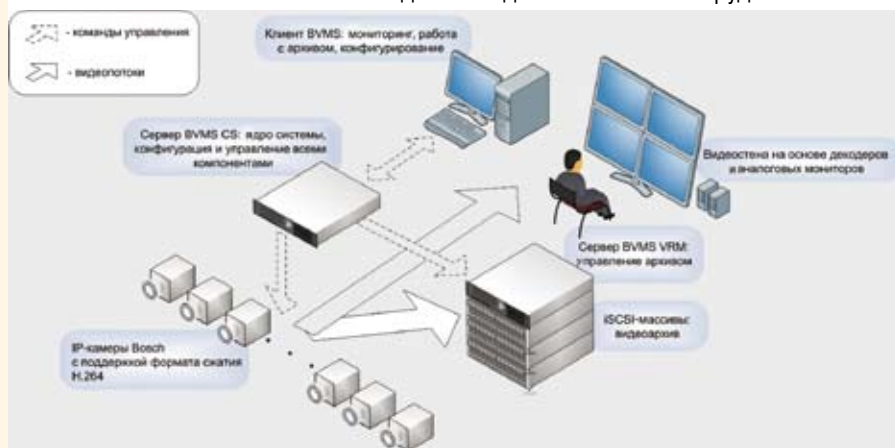 - команды управления
- видеопотоки
Клиент BVMS: мониторинг, работа
с архивом, конфигурирование
Сервер BVMS CS: ядро системы,
конфигурация и управление всеми
компонентами
Видеостена на основе декодеров
и аналоговых мониторов
Сервер BVMS VRM:
управление архивом
iSCSI-массивы:
видеоархив
IP-камеры Bosch
с поддержкой формата сжатия
H.264